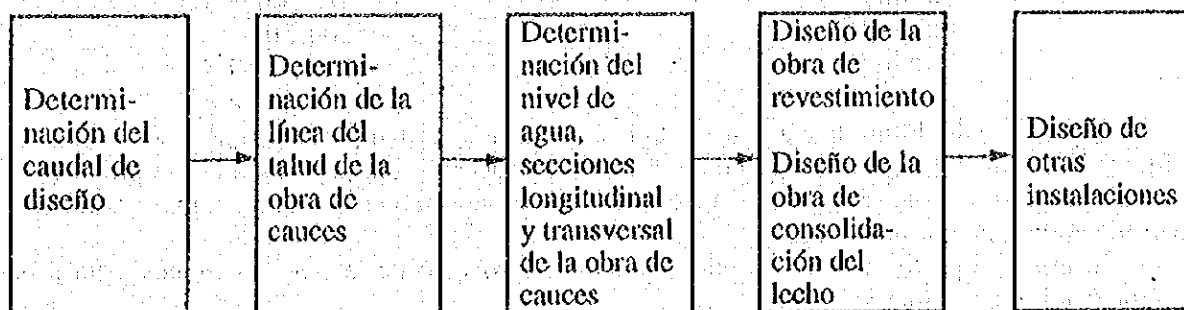 Determi-
nación del
caudal de
diseño
Determi-
nación de la
línea del
talud de la
obra de
cauces
Determi-
nación del
nivel de
agua,
secciones
longitudinal
y transversal
de la obra de
cauces
Diseño de la
obra de
revestimiento
Diseño de la
obra de
consolida-
ción del
lecho
Diseño de
otras
instalaciones